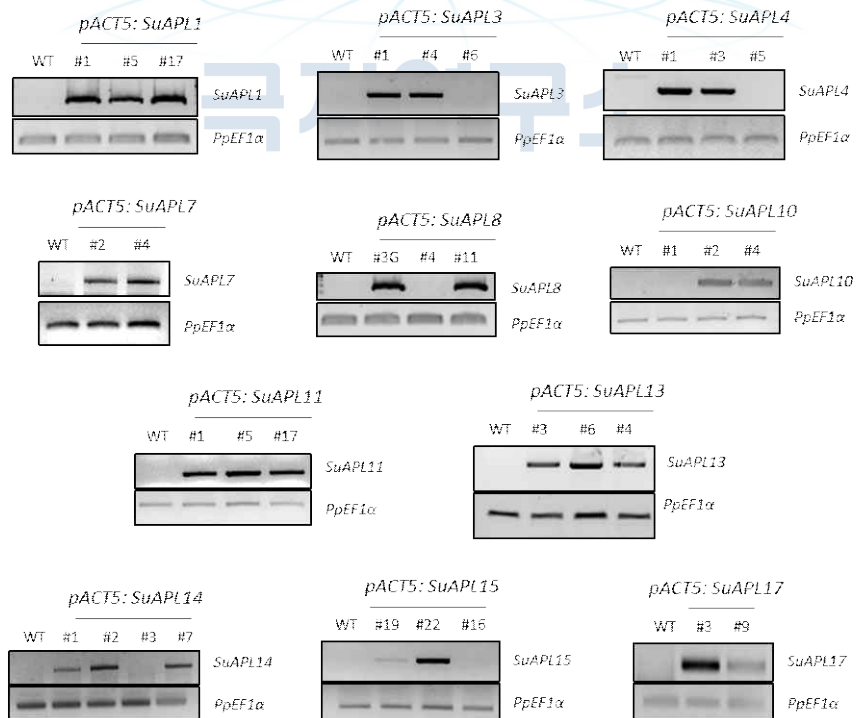 pACT5: SuAPL1
WT #1 #5 #17
SuAPL1
PpEF1α
pACT5: SuAPL3
WT #1 #4 #6
SuAPL3
PpEF1α
pACT5: SuAPL4
WT #1 #3 #5
SuAPL4
PpEF1α
pACT5: SuAPL7
WT #2 #4
SuAPL7
PpEF1α
pACT5: SuAPL8
WT #3G #4 #11
SuAPL8
PpEF1α
pACT5: SuAPL10
WT #1 #2 #4
SuAPL10
PpEF1α
pACT5: SuAPL11
WT #1 #5 #17
SuAPL11
PpEF1α
pACT5: SuAPL13
WT #3 #6 #4
SuAPL13
PpEF1α
pACT5: SuAPL14
WT #1 #2 #3 #7
SuAPL14
PpEF1α
pACT5: SuAPL15
WT #19 #22 #16
SuAPL15
PpEF1α
pACT5: SuAPL17
WT #3 #9
SuAPL17
PpEF1α